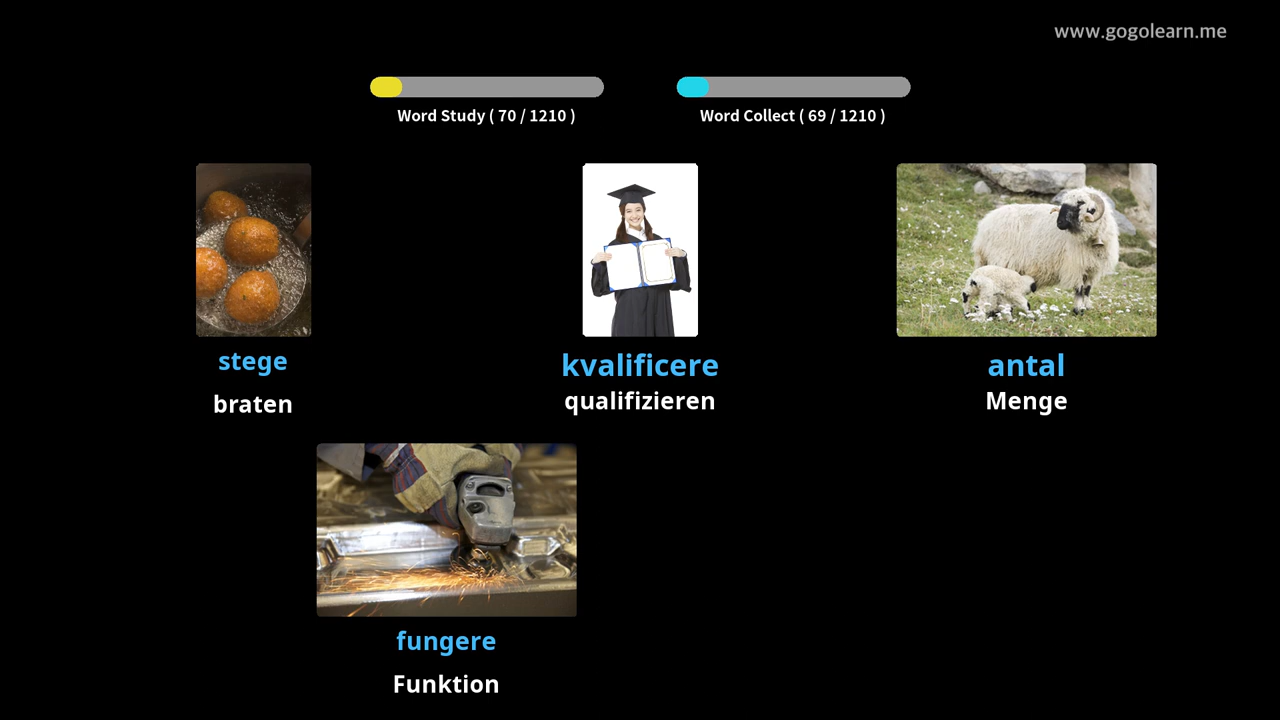 www.gogolearn.me
Word Study ( 70 / 1210 )
Word Collect ( 69 / 1210 )
stege
braten
kvalificere
qualifizieren
antal
Menge
fungere
Funktion